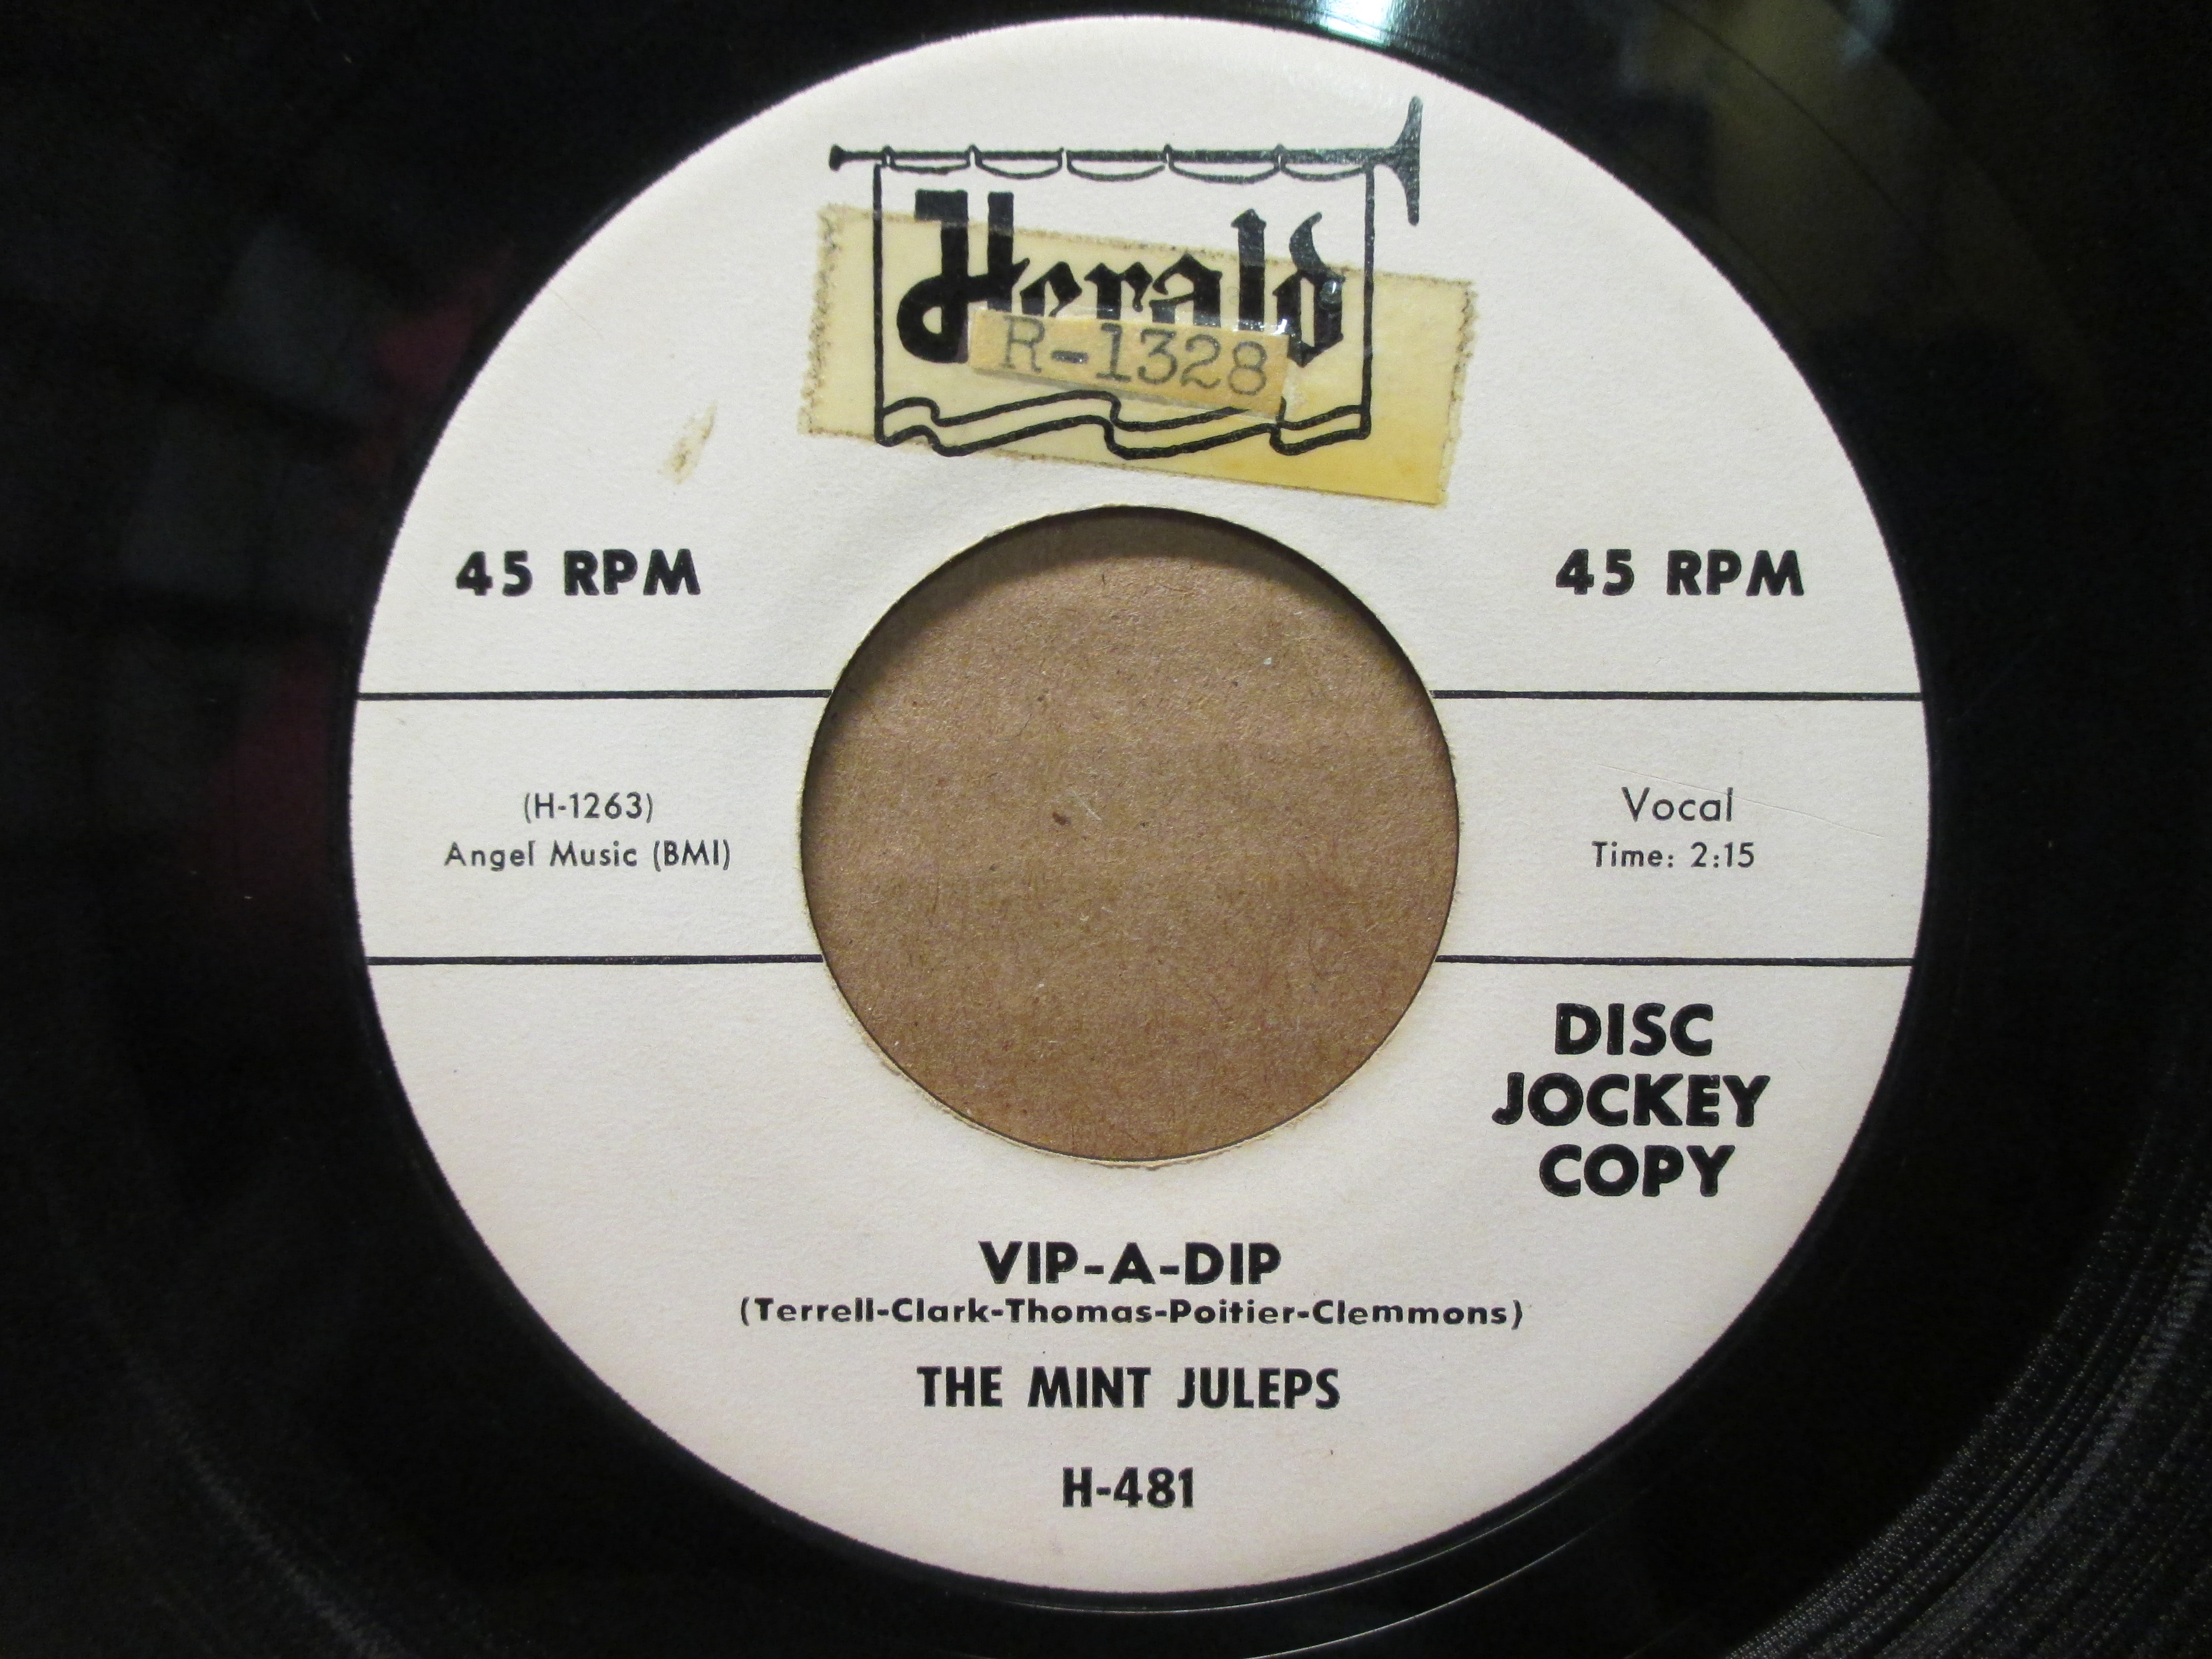 Herald
R-1328
45 RPM
45 RPM
(H-1263)
Angel Music (BMI)
Vocal
Time: 2:15
DISC
JOCKEY
COPY
VIP-A-DIP
(Terrell-Clark-Thomas-Poitier-Clemmons)
THE MINT JULEPS
H-481